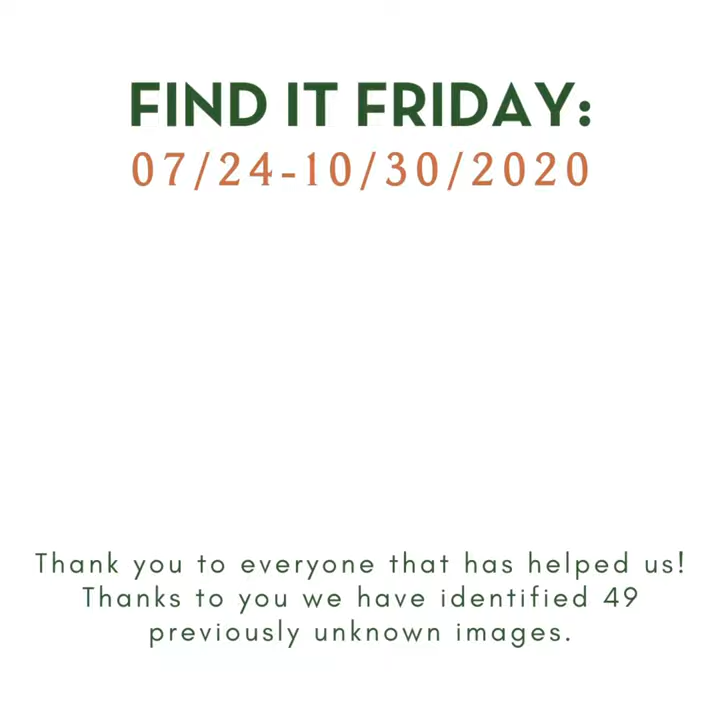 FIND IT FRIDAY:
07/24-10/30/2020
Thank you to everyone that has helped us!
Thanks to you we have identified 49
previously unknown images.